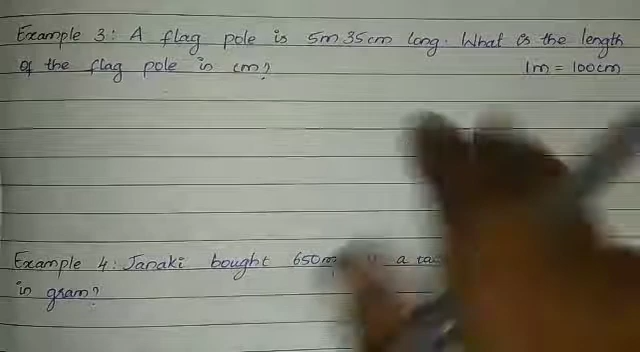 Example 3: A flag pole is 5m 35cm long. What is the length
of the flag pole in cm?
1m = 100cm
Example 4: Janaki bought 650m a
in gram?